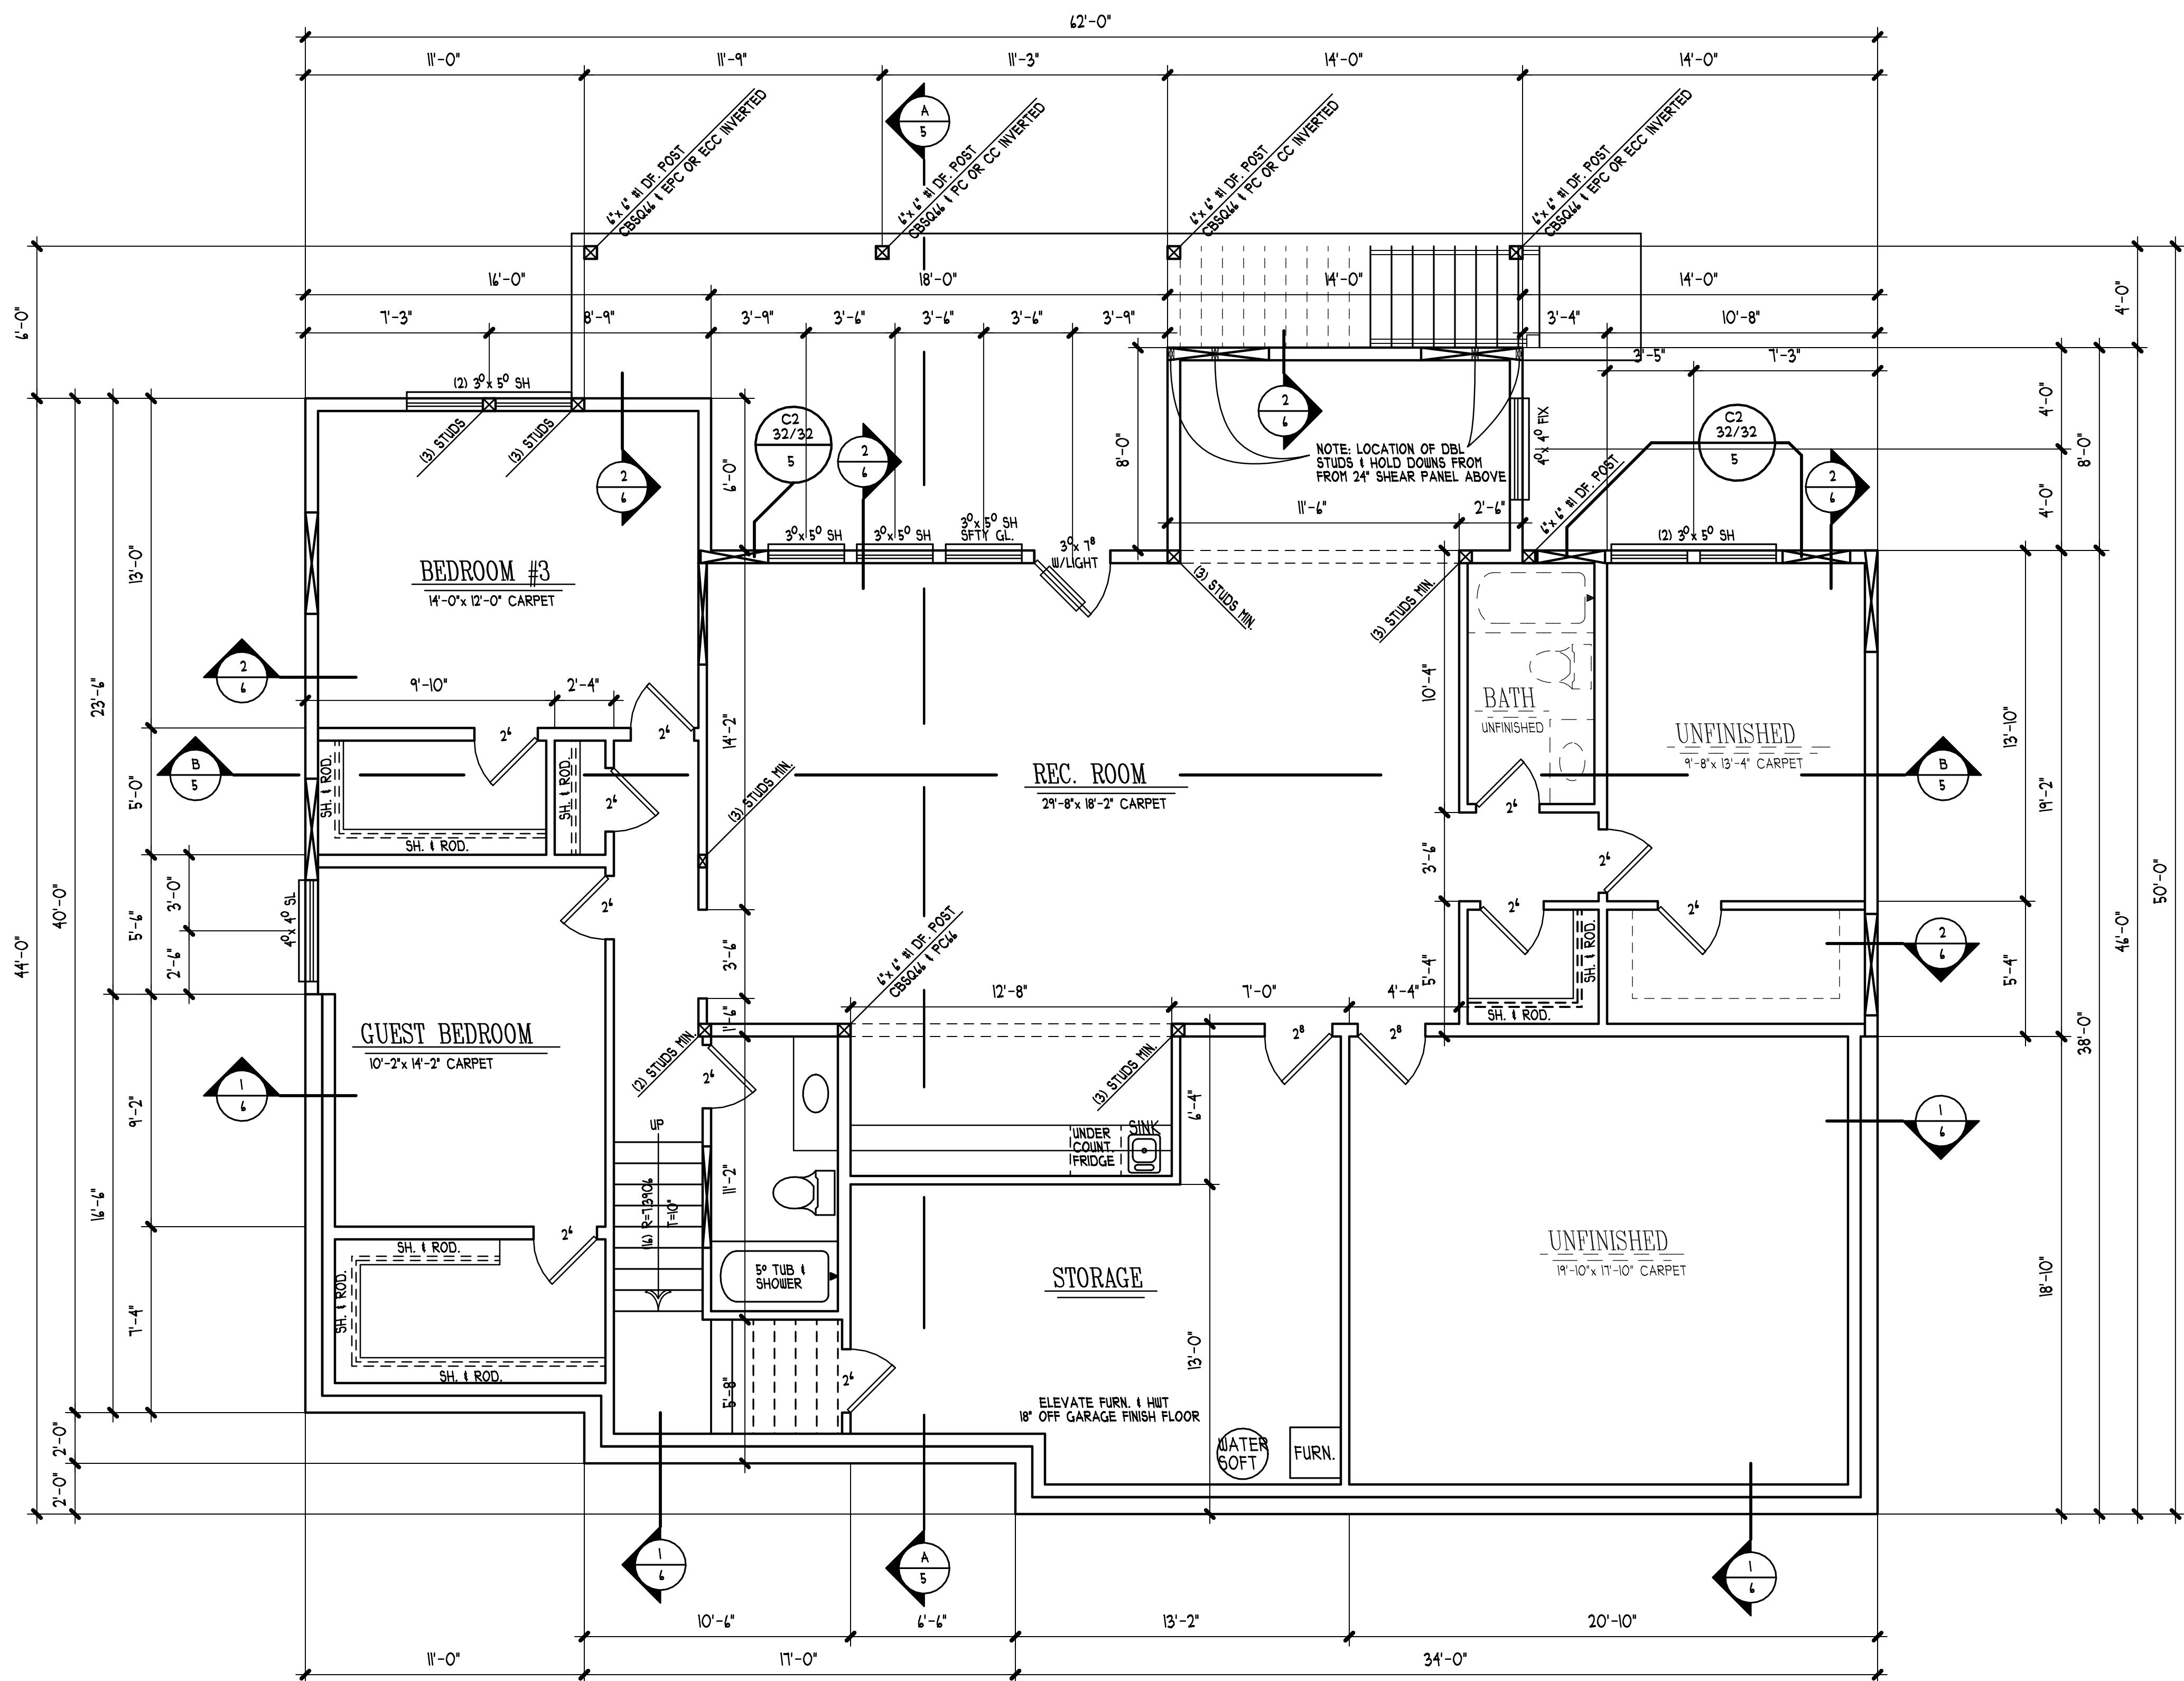 62'-0"
11'-0"
11'-9"
11'-3"
14'-0"
14'-0"
A
5
6"x 6" #1 DF. POST
CBSQ66 & EPC OR ECC INVERTED
6"x 6" #1 DF. POST
CBSQ66 & PC OR CC INVERTED
6"x 6" #1 DF. POST
CBSQ66 & PC OR CC INVERTED
6"x 6" #1 DF. POST
CBSQ66 & EPC OR ECC INVERTED
16'-0"
18'-0"
14'-0"
14'-0"
7'-3"
8'-9"
3'-9"
3'-6"
3'-6"
3'-6"
3'-9"
3'-4"
10'-8"
3'-5"
7'-3"
6'-0"
4'-0"
(2) 3⁰x 5⁰ SH
(3) STUDS
(3) STUDS
2
6
C2
32/32
5
2
6
6'-0"
8'-0"
2
6
NOTE: LOCATION OF DBL
STUDS & HOLD DOWNS FROM
FROM 24" SHEAR PANEL ABOVE
4⁰x 4⁰ FIX
C2
32/32
5
6"x 6" #1 DF. POST
2
6
4'-0"
4'-0"
8'-0"
11'-6"
2'-6"
3⁰x 5⁰ SH
3⁰x 5⁰ SH
3⁰x 5⁰ SH
SFTY GL.
3⁰x 7⁸
W/LIGHT
(2) 3⁰x 5⁰ SH
(3) STUDS MIN.
(3) STUDS MIN.
BEDROOM #3
14'-0"x 12'-0" CARPET
13'-0"
23'-6"
2
6
9'-10"
2'-4"
2⁶
2⁶
14'-2"
10'-4"
BATH
UNFINISHED
UNFINISHED
9'-8"x 13'-4" CARPET
13'-10"
B
5
B
5
REC. ROOM
29'-8"x 18'-2" CARPET
(3) STUDS MIN.
SH. & ROD.
SH. & ROD.
SH. & ROD.
2⁶
2⁶
2⁶
5'-0"
19'-2"
3'-6"
40'-0"
44'-0"
3'-0"
5'-6"
2'-6"
4⁰x 4⁰ SL
2⁶
3'-6"
6"x 6" #1 DF. POST
CBSQ66 & PC66
2⁶
2⁶
SH. & ROD.
SH. & ROD.
5'-4"
2
6
5'-4"
50'-0"
46'-0"
38'-0"
12'-8"
7'-0"
4'-4"
1'-6"
GUEST BEDROOM
10'-2"x 14'-2" CARPET
(2) STUDS MIN.
2⁶
(3) STUDS MIN.
2⁸
2⁸
1
6
1
6
9'-2"
16'-6"
UP
(16) R=7.3906
T=10"
11'-2"
UNDER
COUNT.
FRIDGE
SINK
6'-4"
2⁶
SH. & ROD.
SH. & ROD.
SH. & ROD.
7'-4"
5⁰ TUB &
SHOWER
STORAGE
UNFINISHED
19'-10"x 17'-10" CARPET
18'-10"
5'-8"
2⁶
13'-0"
ELEVATE FURN. & HWT
18" OFF GARAGE FINISH FLOOR
WATER
SOFT
FURN.
2'-0"
2'-0"
1
6
A
5
1
6
10'-6"
6'-6"
13'-2"
20'-10"
11'-0"
17'-0"
34'-0"